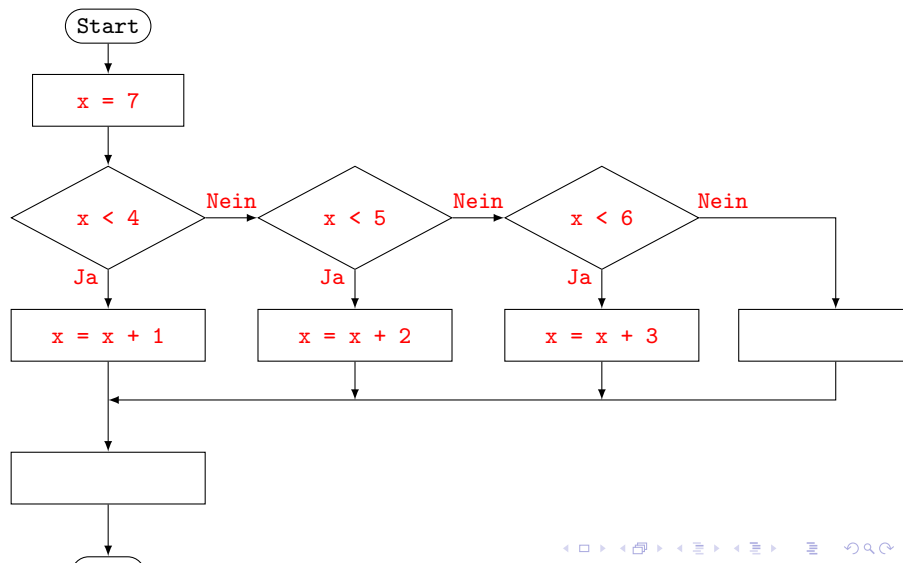 Start
x = 7
Nein
Nein
Nein
x < 4
x < 5
x < 6
Ja
Ja
Ja
x = x + 1
x = x + 2
x = x + 3